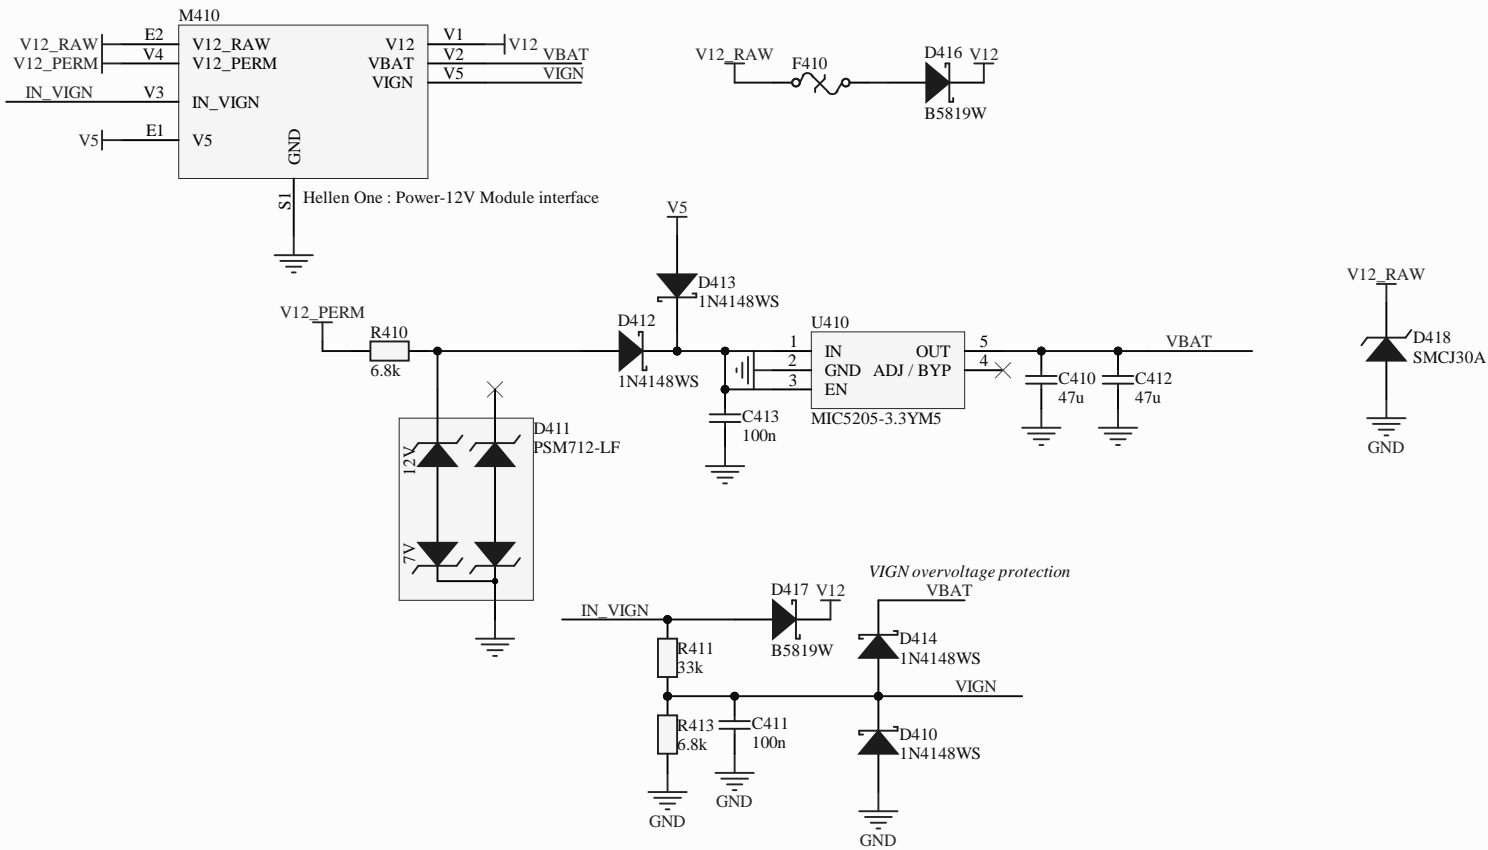 M410
V12_RAW E2 V12_RAW V12 V1 V12
V12_PERM V4 V12_PERM VBAT V2 VBAT
VIGN V5 VIGN
IN_VIGN V3 IN_VIGN
V5 E1 V5
GND
S1
Hellen One : Power-12V Module interface
V12_RAW F410 D416 V12
B5819W
V5
D413
1N4148WS
V12_PERM
R410
6.8k
D412
1N4148WS
U410
1 IN OUT 5
2 GND ADJ / BYP 4
3 EN
MIC5205-3.3YM5
VBAT
C413
100n
C410
47u
C412
47u
V12_RAW
D418
SMCJ30A
GND
D411
PSM712-LF
12V
7V
IN_VIGN
D417 V12
B5819W
R411
33k
R413
6.8k
C411
100n
GND
GND
VIGN overvoltage protection
VBAT
D414
1N4148WS
VIGN
D410
1N4148WS
GND